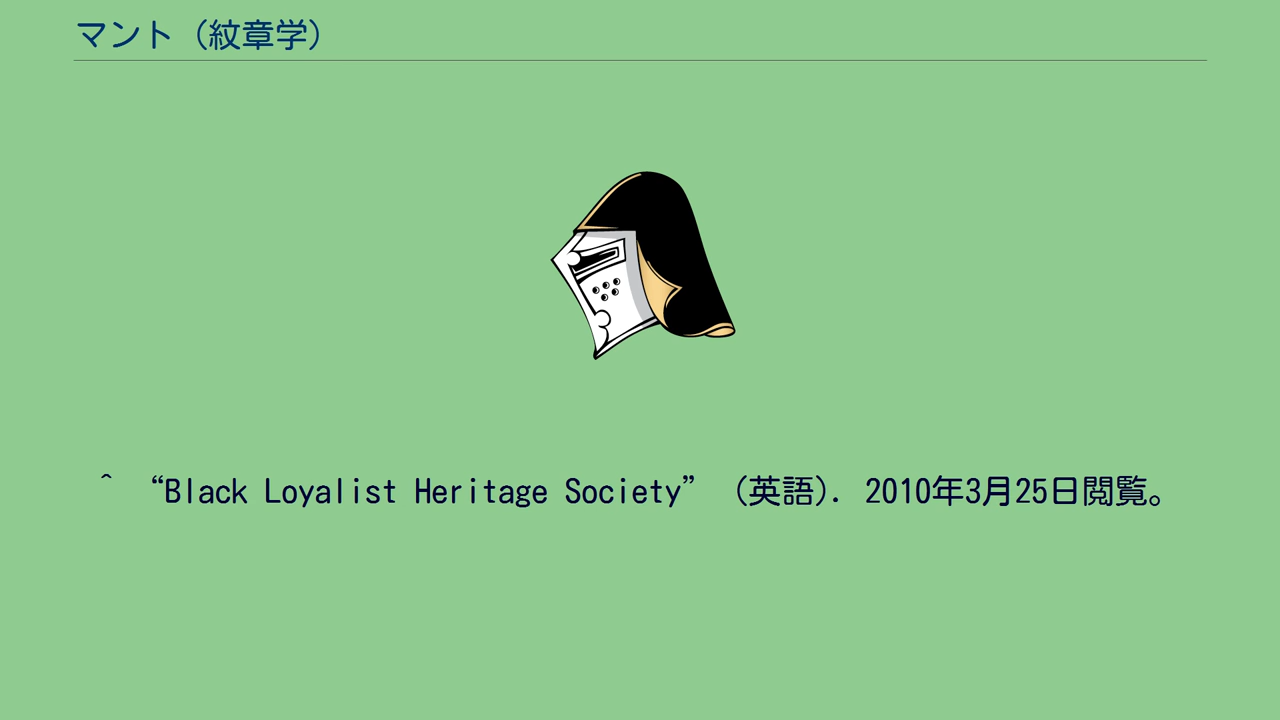 マント（紋章学）
^ “Black Loyalist Heritage Society” （英語）. 2010年3月25日閲覧。